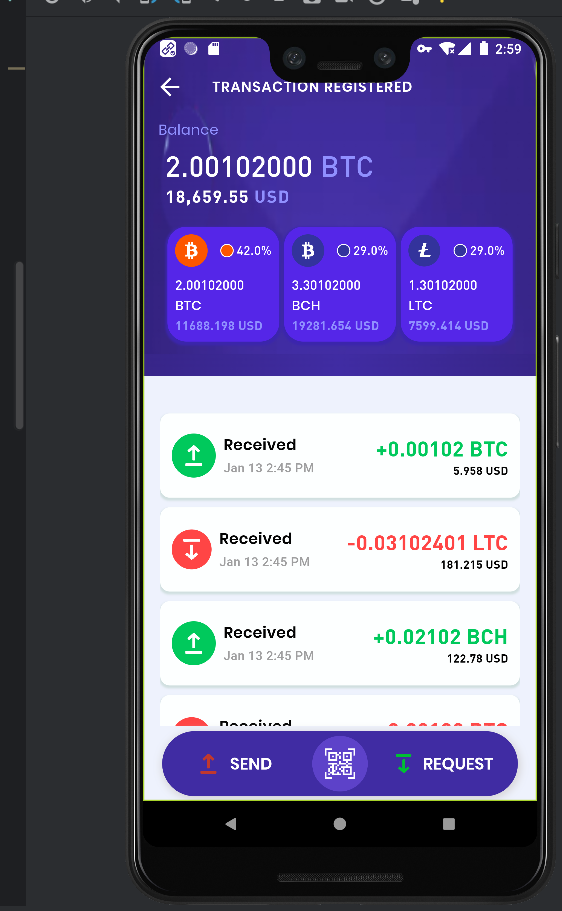 2:59
TRANSACTION REGISTERED
Balance
2.00102000 BTC
18,659.55 USD
42.0%
2.00102000
BTC
11688.198 USD
29.0%
3.30102000
BCH
19281.654 USD
29.0%
1.30102000
LTC
7599.414 USD
Received
+0.00102 BTC
Jan 13 2:45 PM
5.958 USD
Received
-0.03102401 LTC
Jan 13 2:45 PM
181.215 USD
Received
+0.02102 BCH
Jan 13 2:45 PM
122.78 USD
Received
SEND
REQUEST